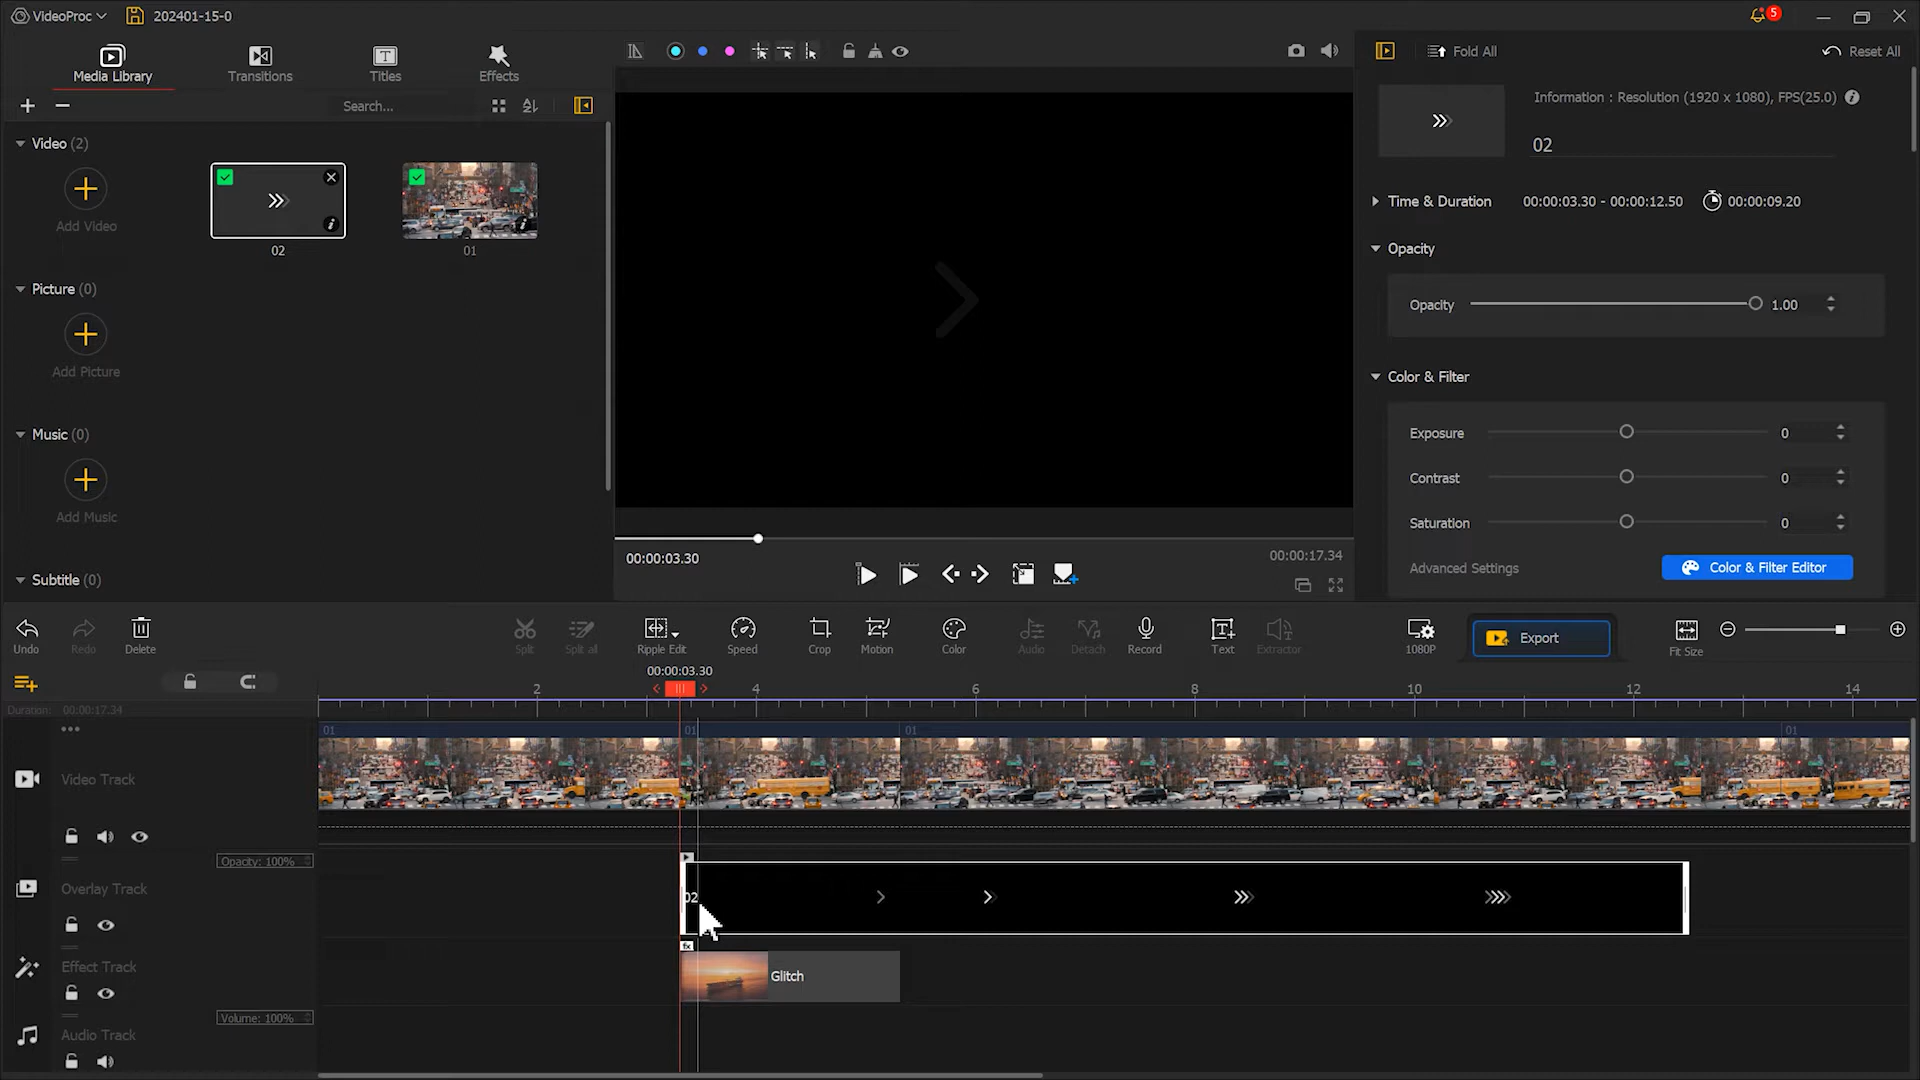 VideoProc
202401-15-0
5
Media Library
Transitions
Titles
Effects
Fold All
Reset All
Search...
Information : Resolution (1920 x 1080), FPS(25.0)
02
Video (2)
Add Video
02
01
Time & Duration
00:00:03.30 - 00:00:12.50
00:00:09.20
Opacity
Opacity
1.00
Picture (0)
Add Picture
Color & Filter
Exposure
0
Contrast
0
Saturation
0
Music (0)
Add Music
Advanced Settings
Color & Filter Editor
Subtitle (0)
00:00:03.30
00:00:17.34
Undo
Redo
Delete
Split
Split all
Ripple Edit
Speed
Crop
Motion
Color
Audio
Detach
Record
Text
Extractor
1080P
Export
Fit Size
00:00:03.30
2
4
6
8
10
12
14
Duration: 00:00:17.34
01
01
01
01
Video Track
Opacity: 100%
Overlay Track
02
fx
Effect Track
Glitch
Volume: 100%
Audio Track